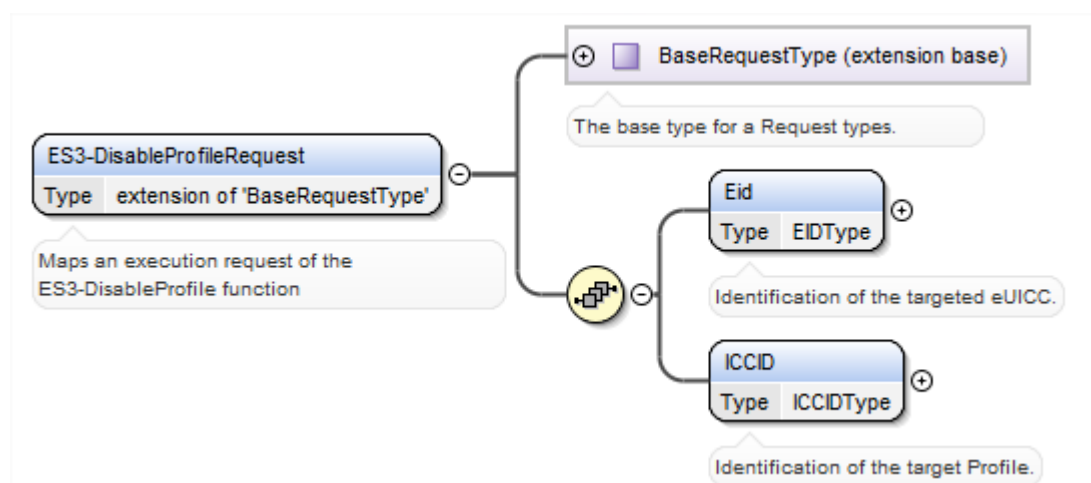 BaseRequestType (extension base)
The base type for a Request types.
ES3-DisableProfileRequest
Type extension of 'BaseRequestType'
Maps an execution request of the
ES3-DisableProfile function
Eid
Type EIDType
Identification of the targeted eUICC.
ICCID
Type ICCIDType
Identification of the target Profile.